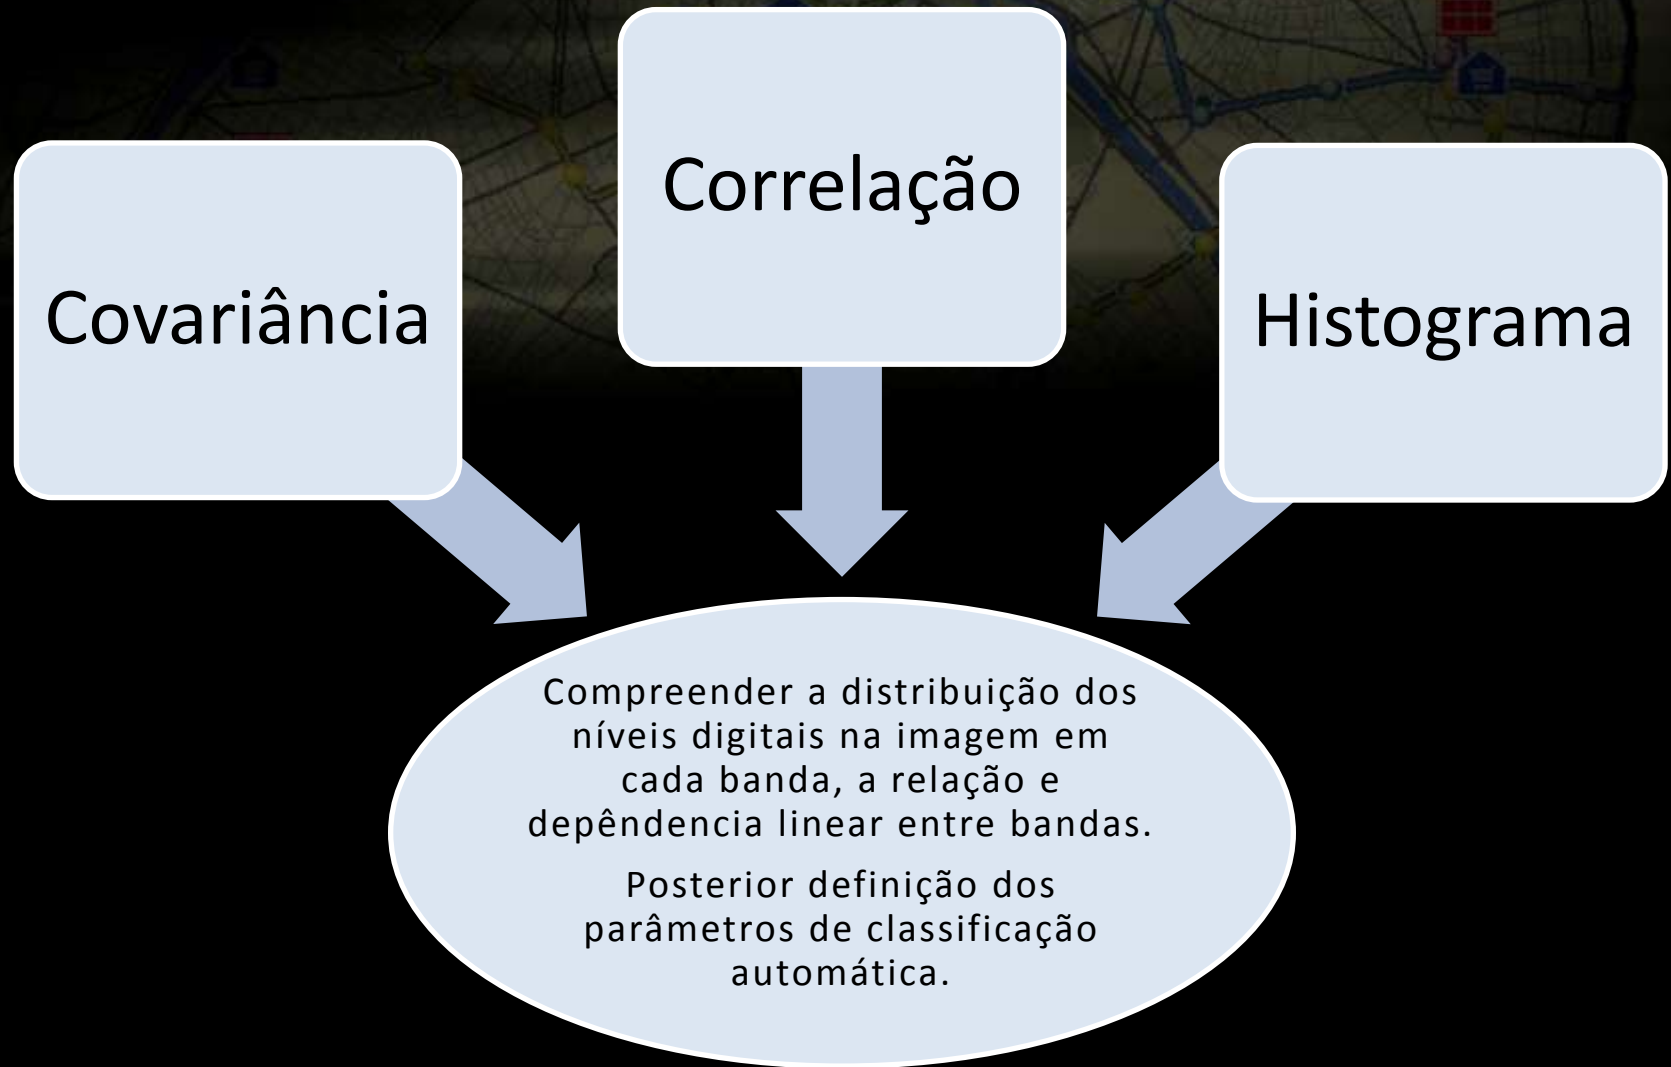 Covariância
Correlação
Histograma
Compreender a distribuição dos
níveis digitais na imagem em
cada banda, a relação e
depêndencia linear entre bandas.
Posterior definição dos
parâmetros de classificação
automática.